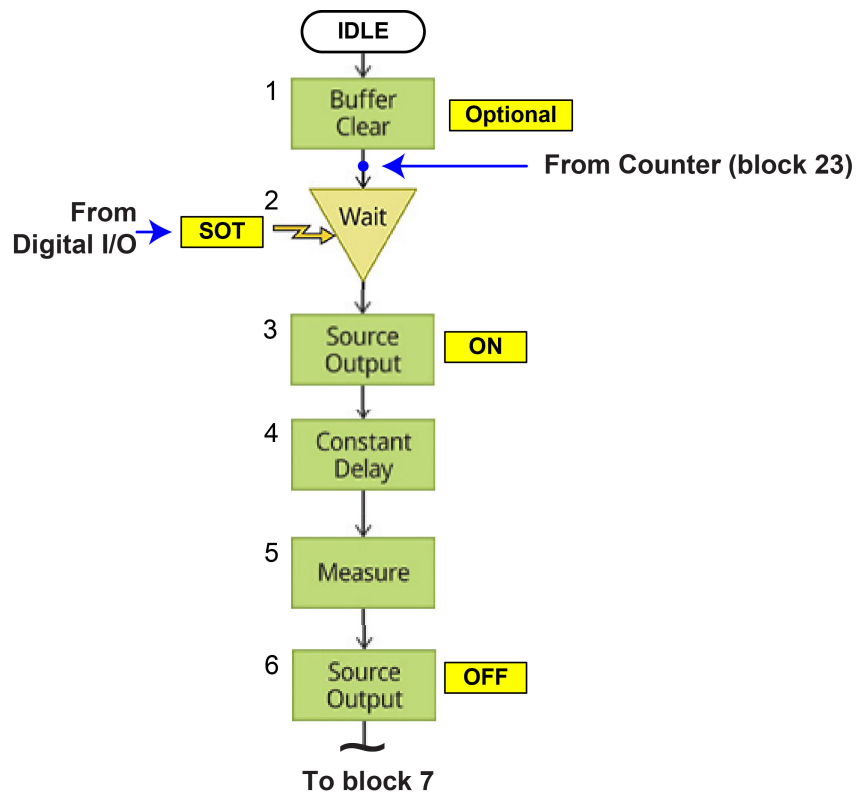 IDLE
1
Buffer
Clear
Optional
From Counter (block 23)
2
Wait
From
Digital I/O
SOT
3
Source
Output
ON
4
Constant
Delay
5
Measure
6
Source
Output
OFF
To block 7